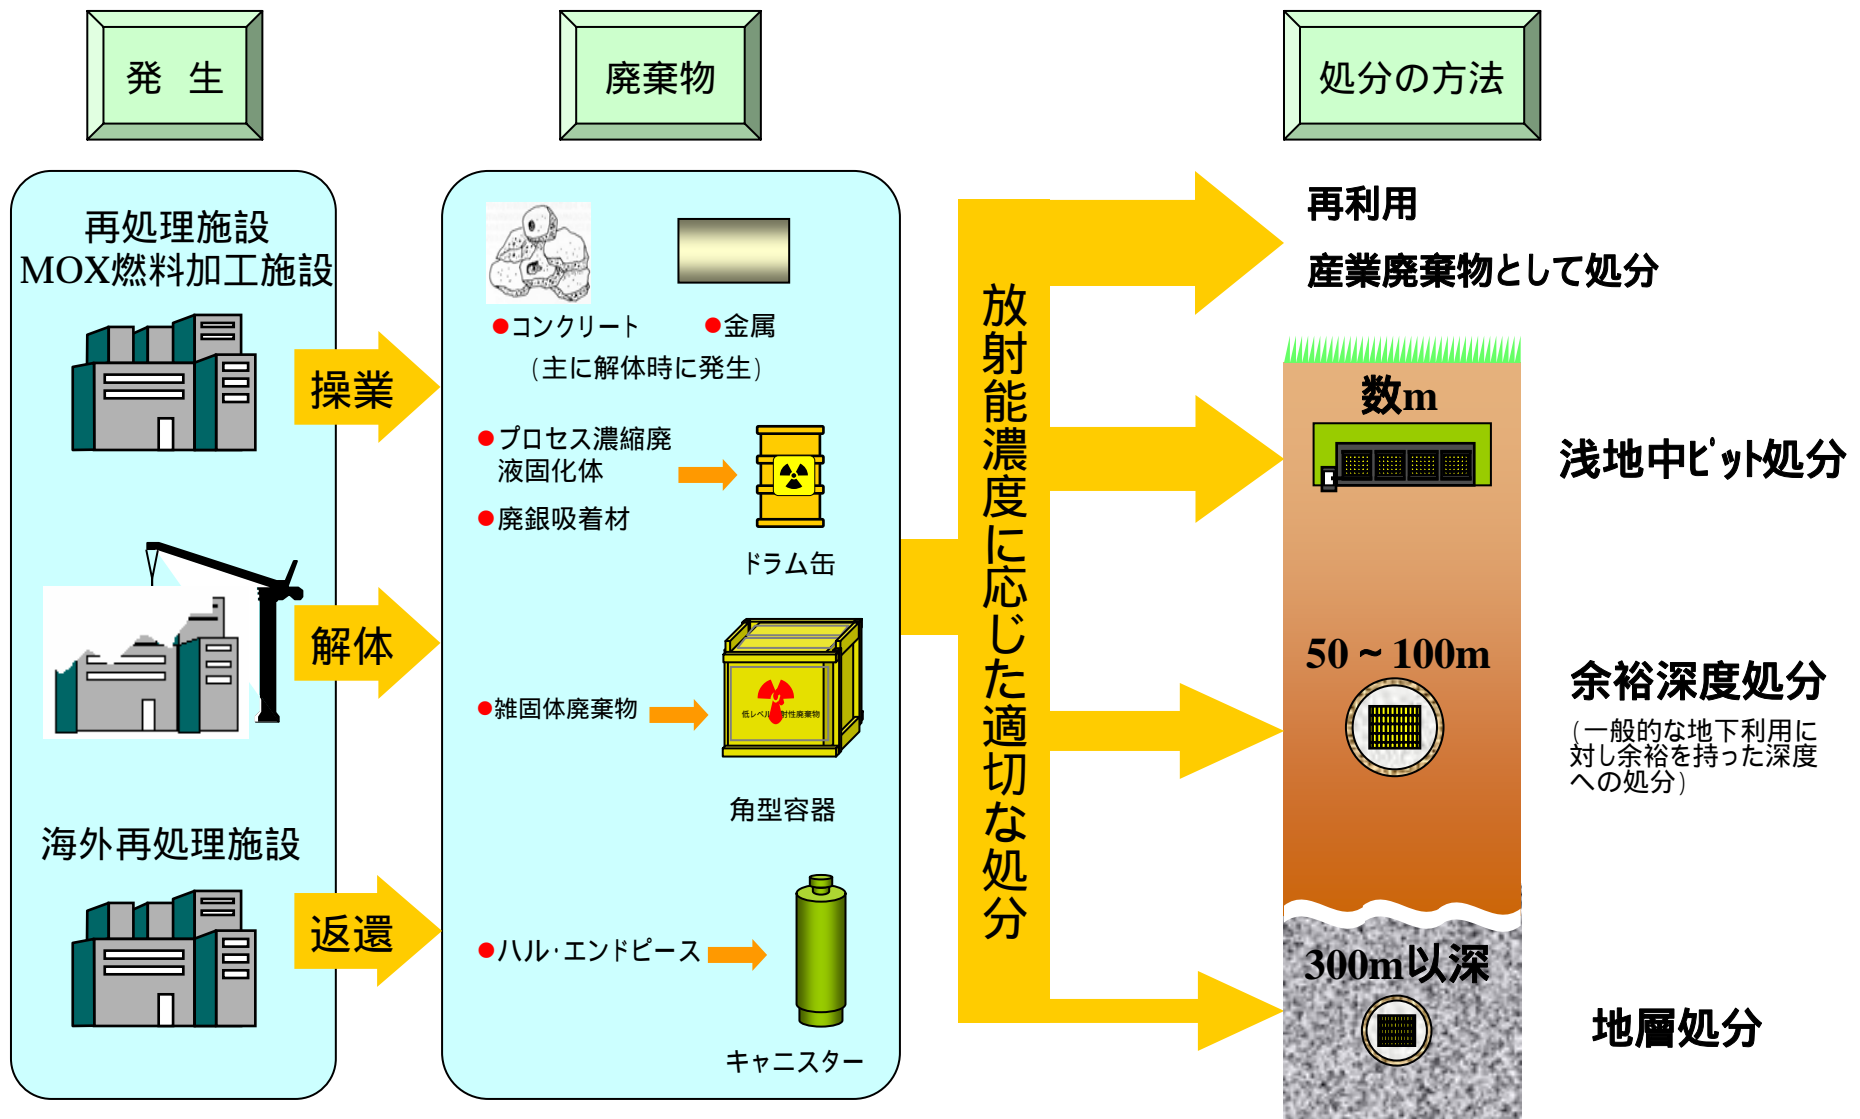 発 生
廃棄物
処分の方法
再処理施設
MOX燃料加工施設
操業
解体
海外再処理施設
返還
●コンクリート ●金属
(主に解体時に発生)
●プロセス濃縮廃
液固化体
●廃銀吸着材
ドラム缶
●雑固体廃棄物
低レベル 射性廃棄物
角型容器
●ハル・エンドピース
キャニスター
放射能濃度に応じた適切な処分
再利用
産業廃棄物として処分
数m
浅地中ピット処分
50~100m
余裕深度処分
(一般的な地下利用に
対し余裕を持った深度
への処分)
300m以深
地層処分